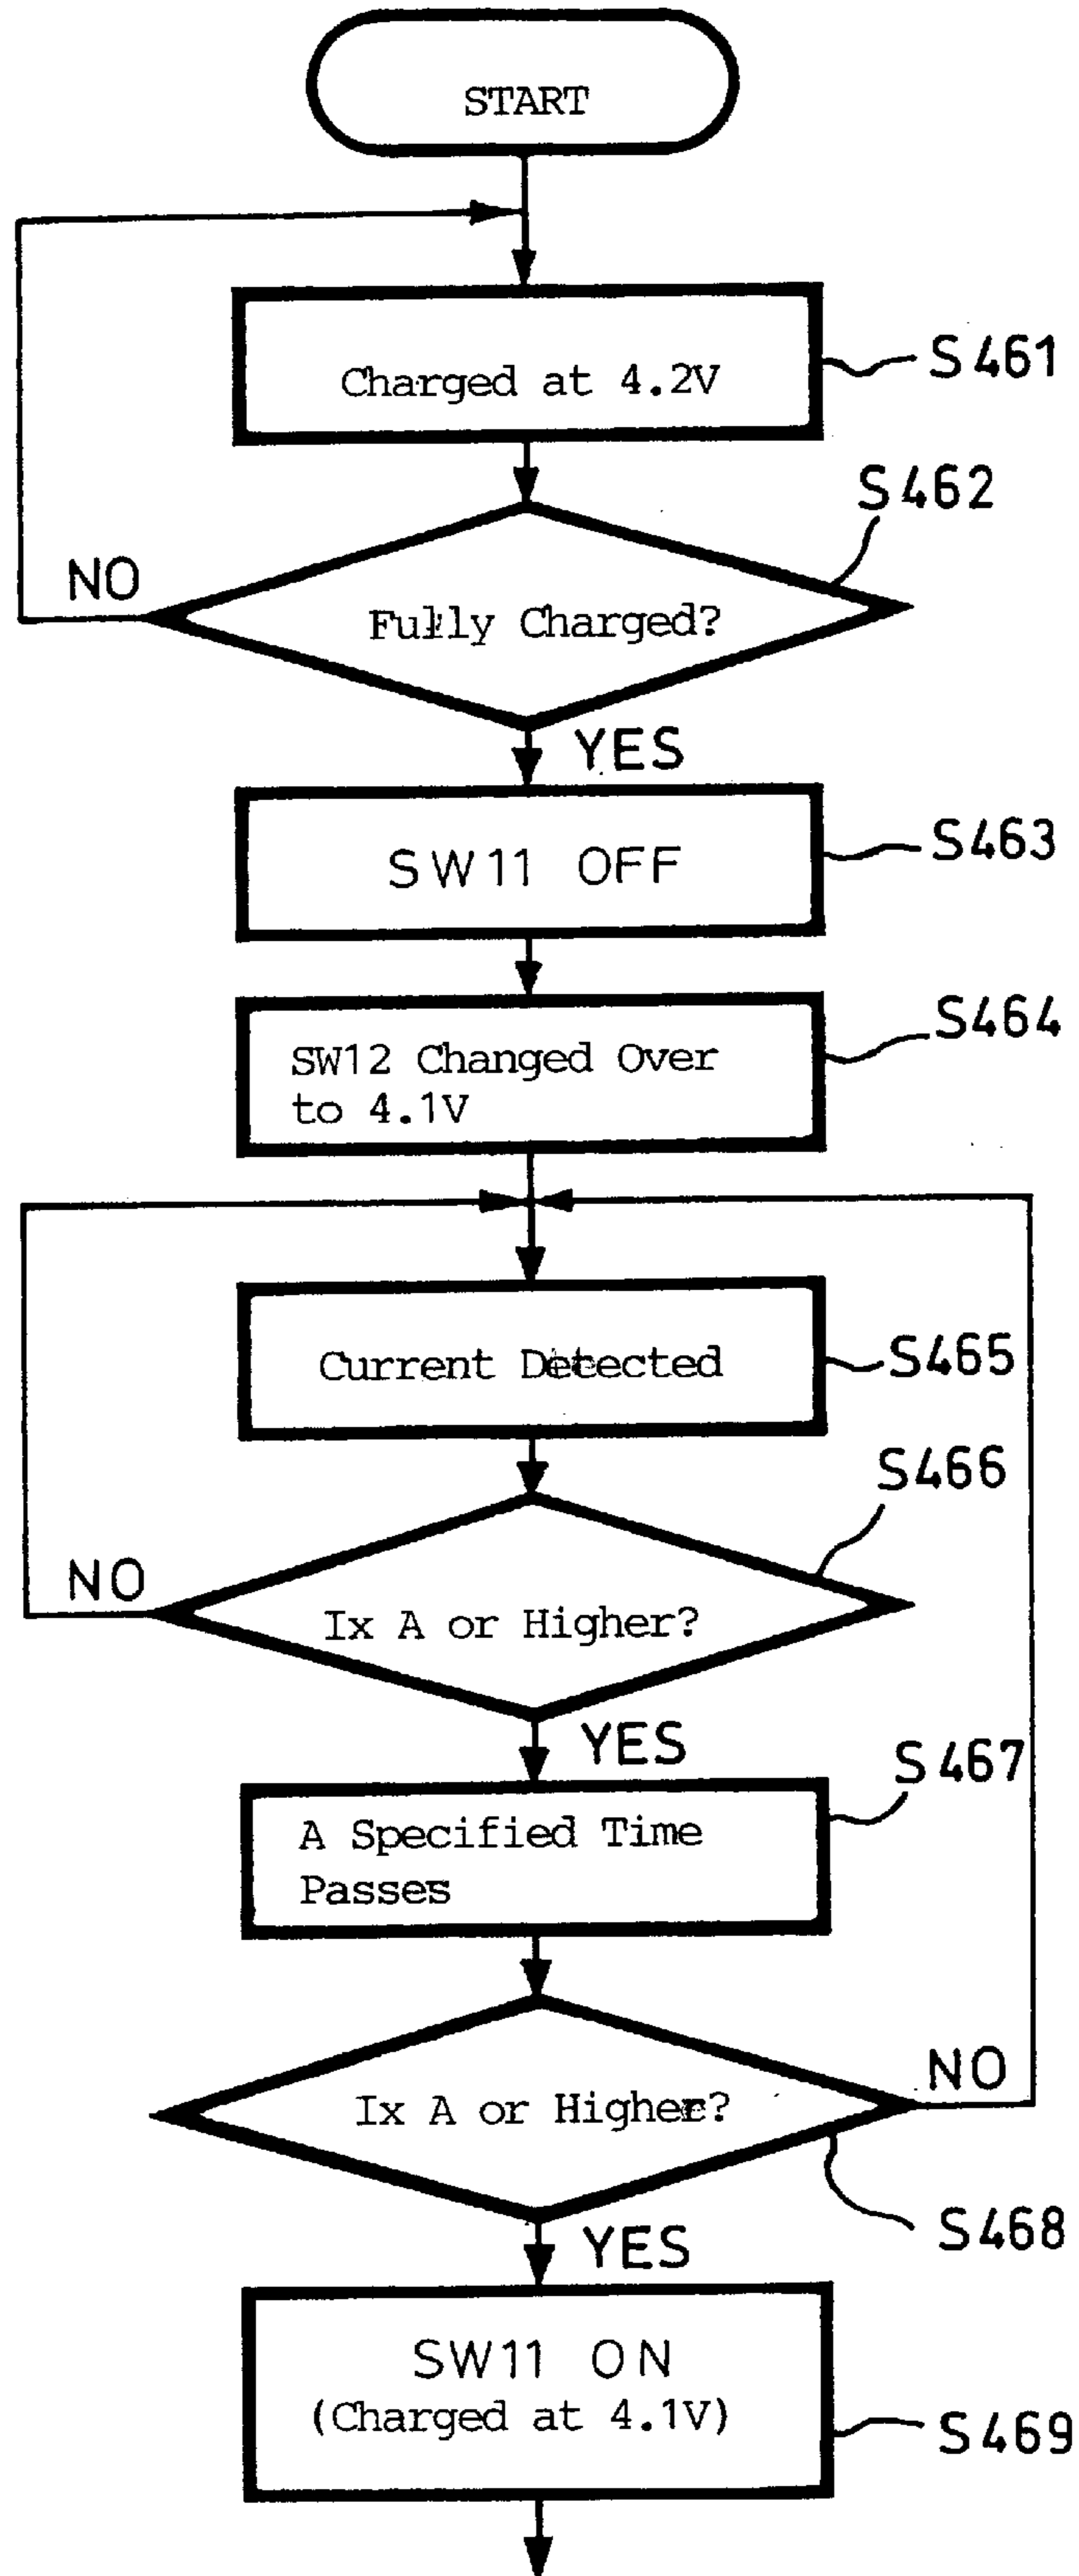 START
Charged at 4.2V
S461
S462
NO
Fully Charged?
YES
SW11 OFF
S463
SW12 Changed Over
to 4.1V
S464
Current Detected
S465
S466
NO
Ix A or Higher?
YES
S467
A Specified Time
Passes
NO
Ix A or Higher?
S468
YES
SW11 ON
(Charged at 4.1V)
S469